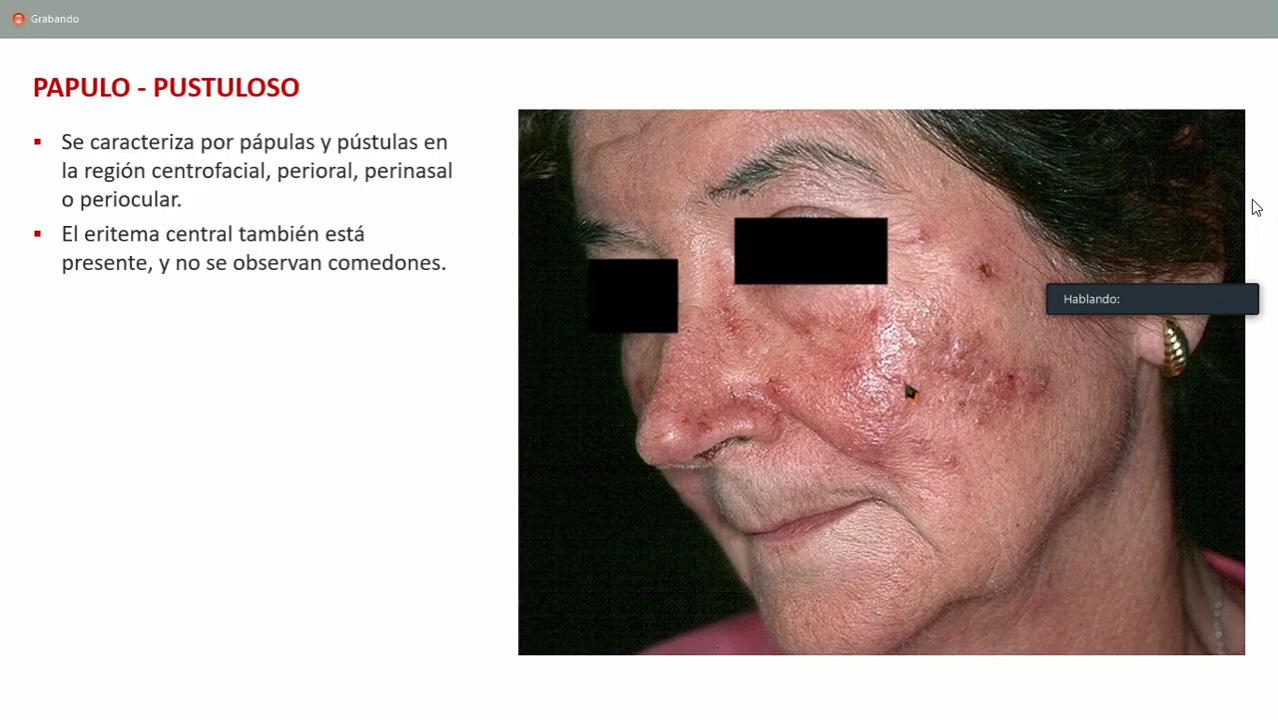 Grabando
PAPULO - PUSTULOSO
▪ Se caracteriza por pápulas y pústulas en
la región centrofacial, perioral, perinasal
o periocular.
▪ El eritema central también está
presente, y no se observan comedones.
Hablando: